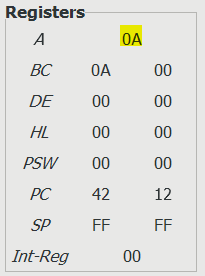 Registers
A 0A
BC 0A 00
DE 00 00
HL 00 00
PSW 00 00
PC 42 12
SP FF FF
Int-Reg 00